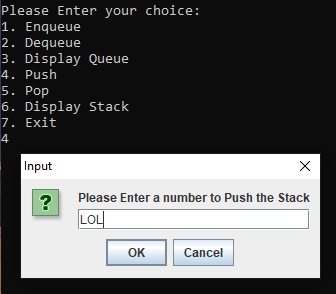 Please Enter your choice:
1. Enqueue
2. Dequeue
3. Display Queue
4. Push
5. Pop
6. Display Stack
7. Exit
4
Input
?
Please Enter a number to Push the Stack
LOL
OK
Cancel